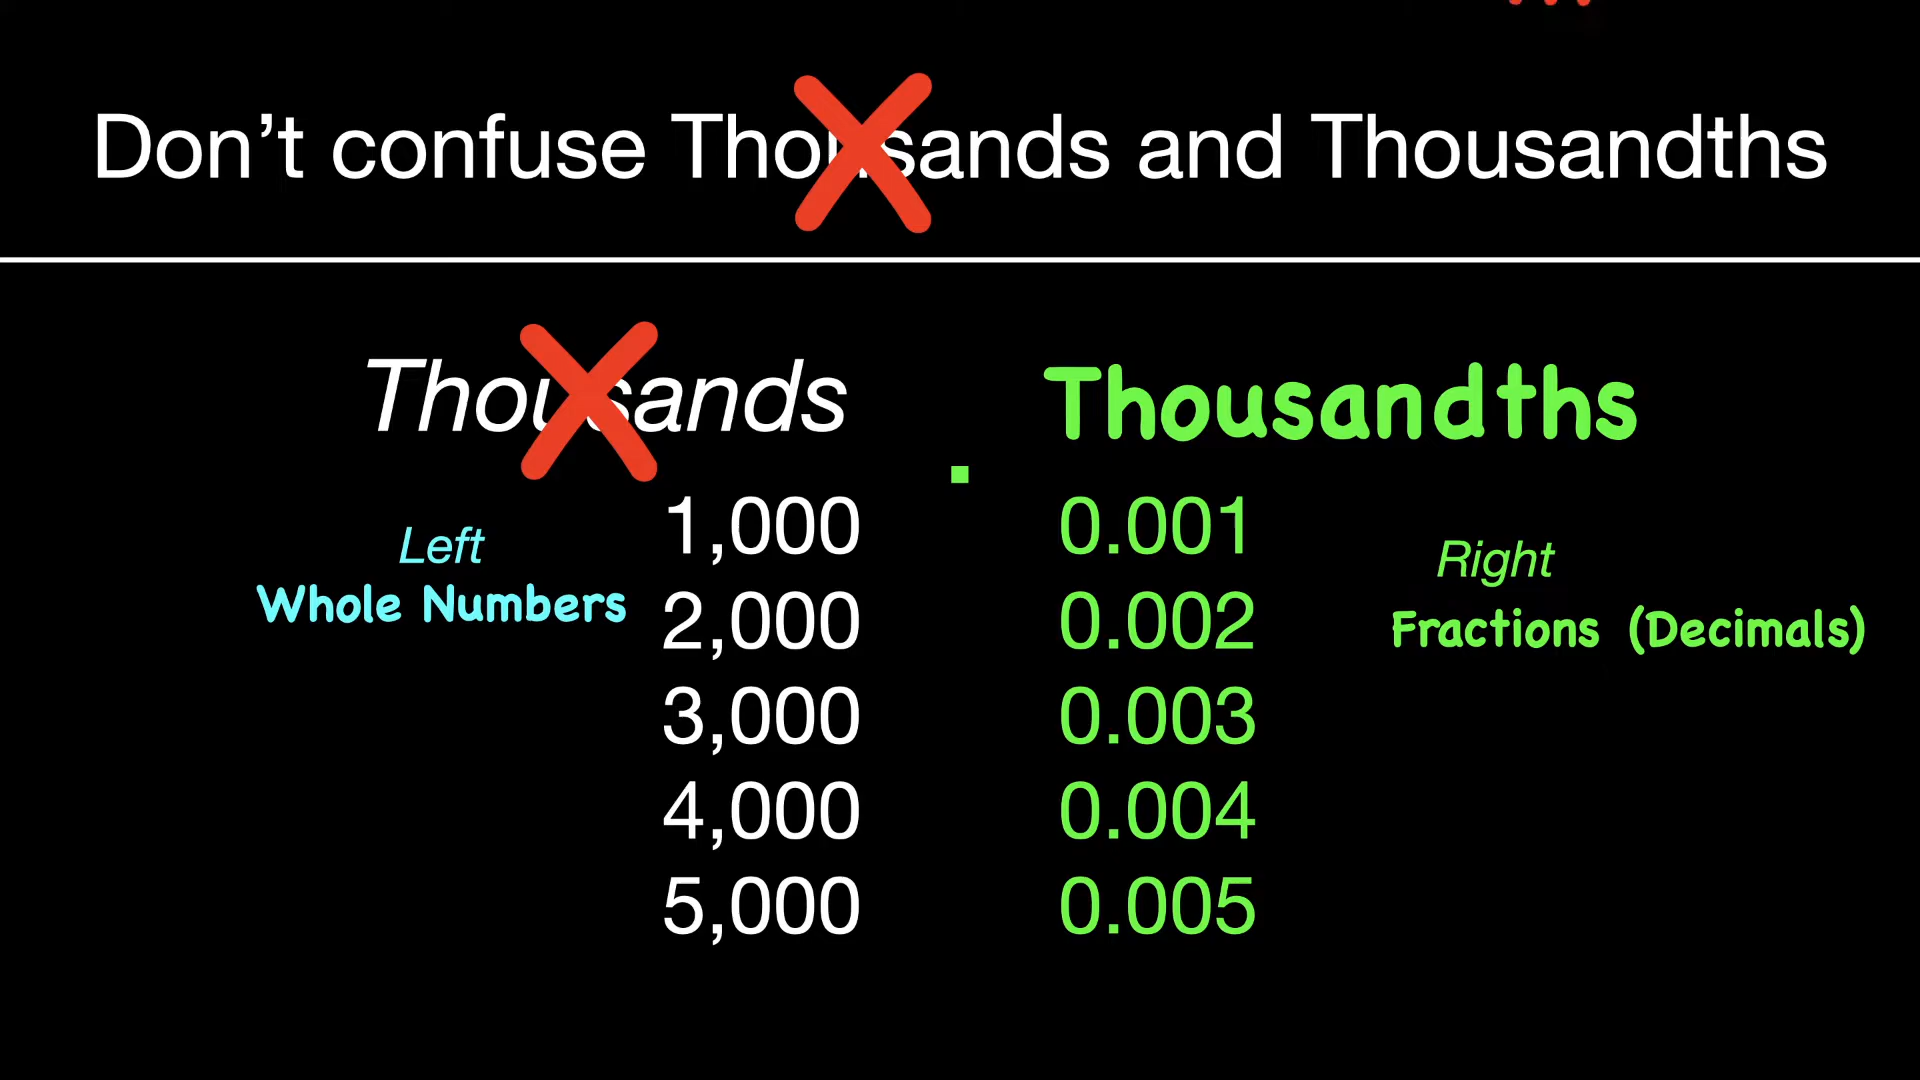 Don’t confuse Thousands and Thousandths
Thousands
Thousandths
.
Left
Whole Numbers
1,000
2,000
3,000
4,000
5,000
0.001
0.002
0.003
0.004
0.005
Right
Fractions (Decimals)